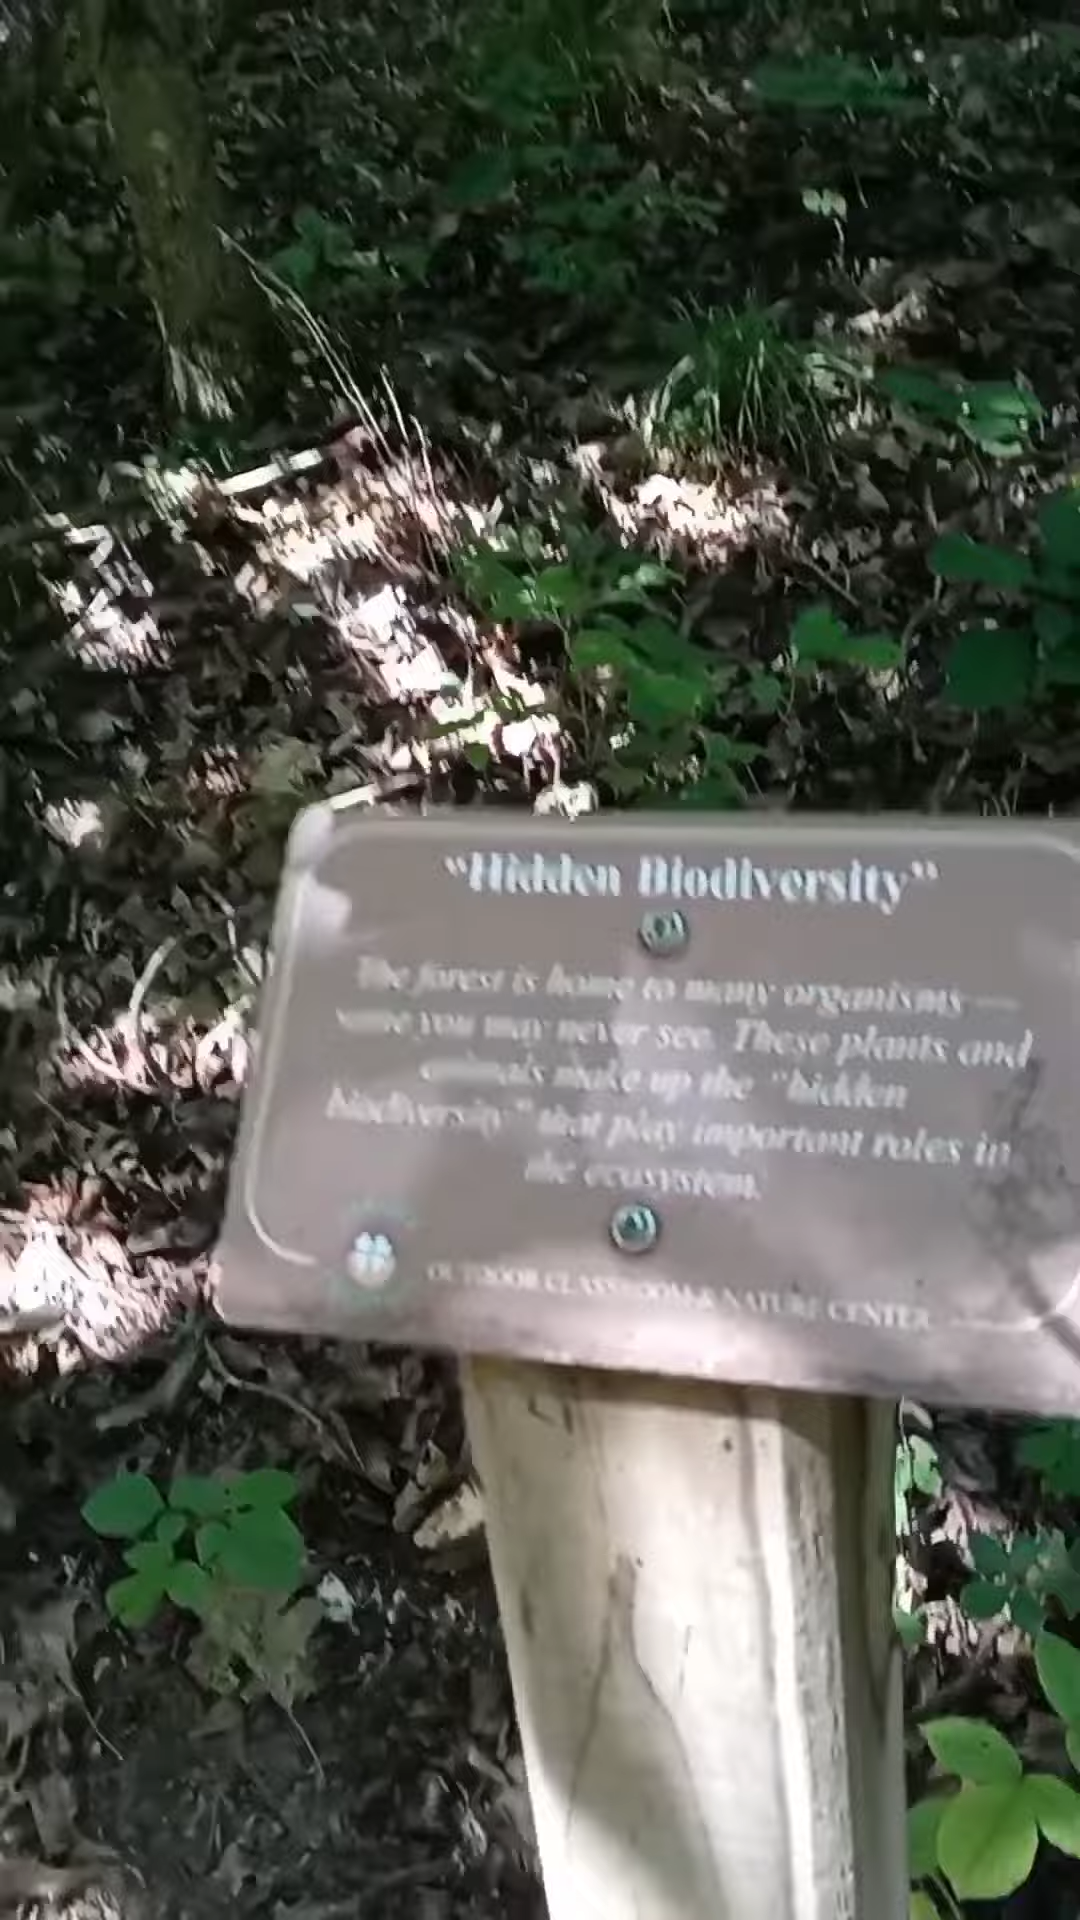 “Hidden Biodiversity”
The forest is home to many organisms —
some you may never see. These plants and
animals make up the “hidden
biodiversity” that play important roles in
the ecosystem.
OUTDOOR CLASSROOM & NATURE CENTER